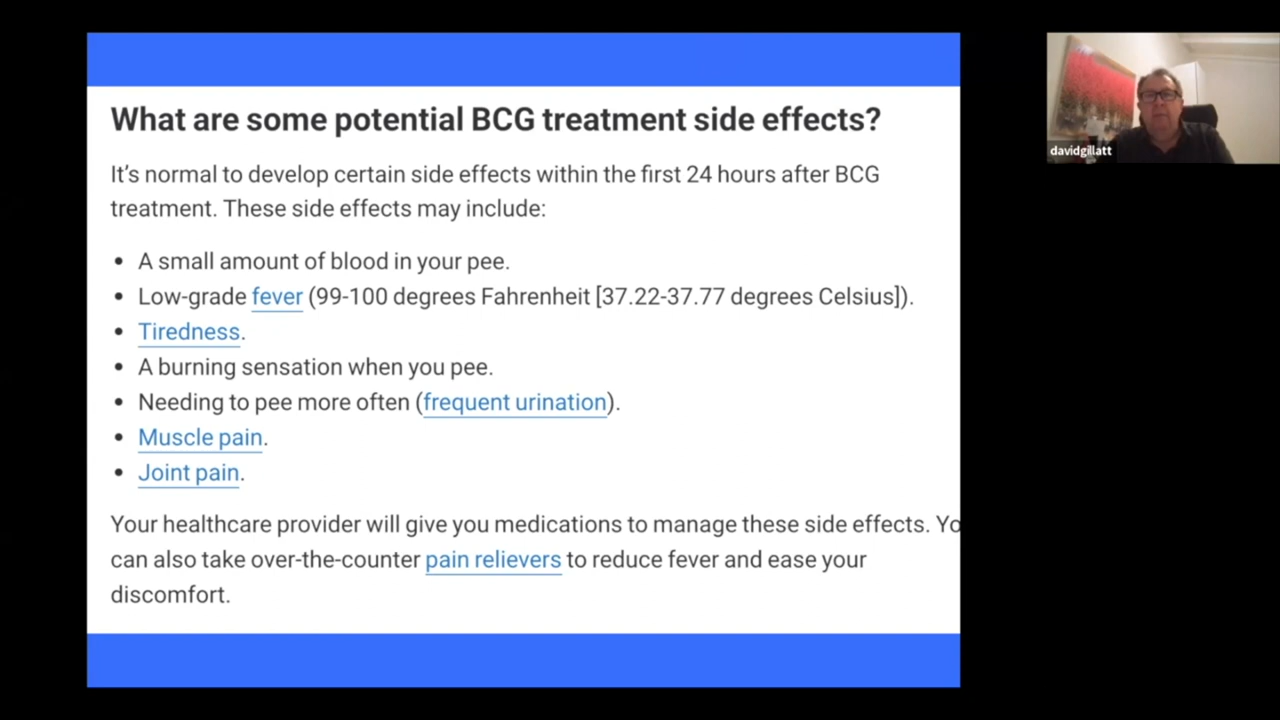 What are some potential BCG treatment side effects?
It's normal to develop certain side effects within the first 24 hours after BCG
treatment. These side effects may include:
• A small amount of blood in your pee.
• Low-grade fever (99-100 degrees Fahrenheit [37.22-37.77 degrees Celsius]).
• Tiredness.
• A burning sensation when you pee.
• Needing to pee more often (frequent urination).
• Muscle pain.
• Joint pain.
Your healthcare provider will give you medications to manage these side effects. Yo
can also take over-the-counter pain relievers to reduce fever and ease your
discomfort.
davidgillatt